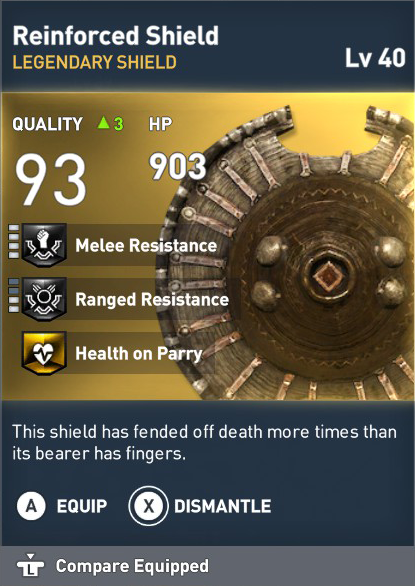 Reinforced Shield
LEGENDARY SHIELD
Lv 40
QUALITY 3 HP
93 903
Melee Resistance
Ranged Resistance
Health on Parry
This shield has fended off death more times than
its bearer has fingers.
A EQUIP X DISMANTLE
L Compare Equipped